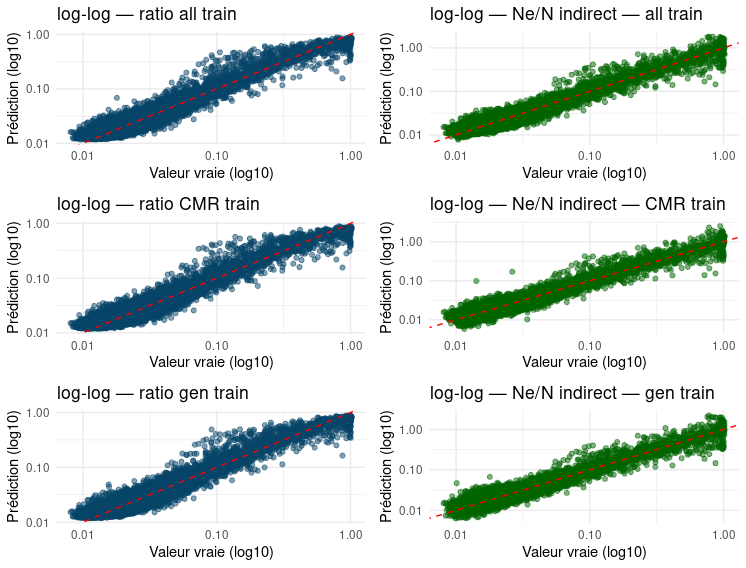 log-log — ratio all train
Prédiction (log10)
1.00
0.10
0.01
0.01 0.10 1.00
Valeur vraie (log10)
log-log — Ne/N indirect — all train
Prédiction (log10)
1.00
0.10
0.01
0.01 0.10 1.00
Valeur vraie (log10)
log-log — ratio CMR train
Prédiction (log10)
1.00
0.10
0.01
0.01 0.10 1.00
Valeur vraie (log10)
log-log — Ne/N indirect — CMR train
Prédiction (log10)
1.00
0.10
0.01
0.01 0.10 1.00
Valeur vraie (log10)
log-log — ratio gen train
Prédiction (log10)
1.00
0.10
0.01
0.01 0.10 1.00
Valeur vraie (log10)
log-log — Ne/N indirect — gen train
Prédiction (log10)
1.00
0.10
0.01
0.01 0.10 1.00
Valeur vraie (log10)